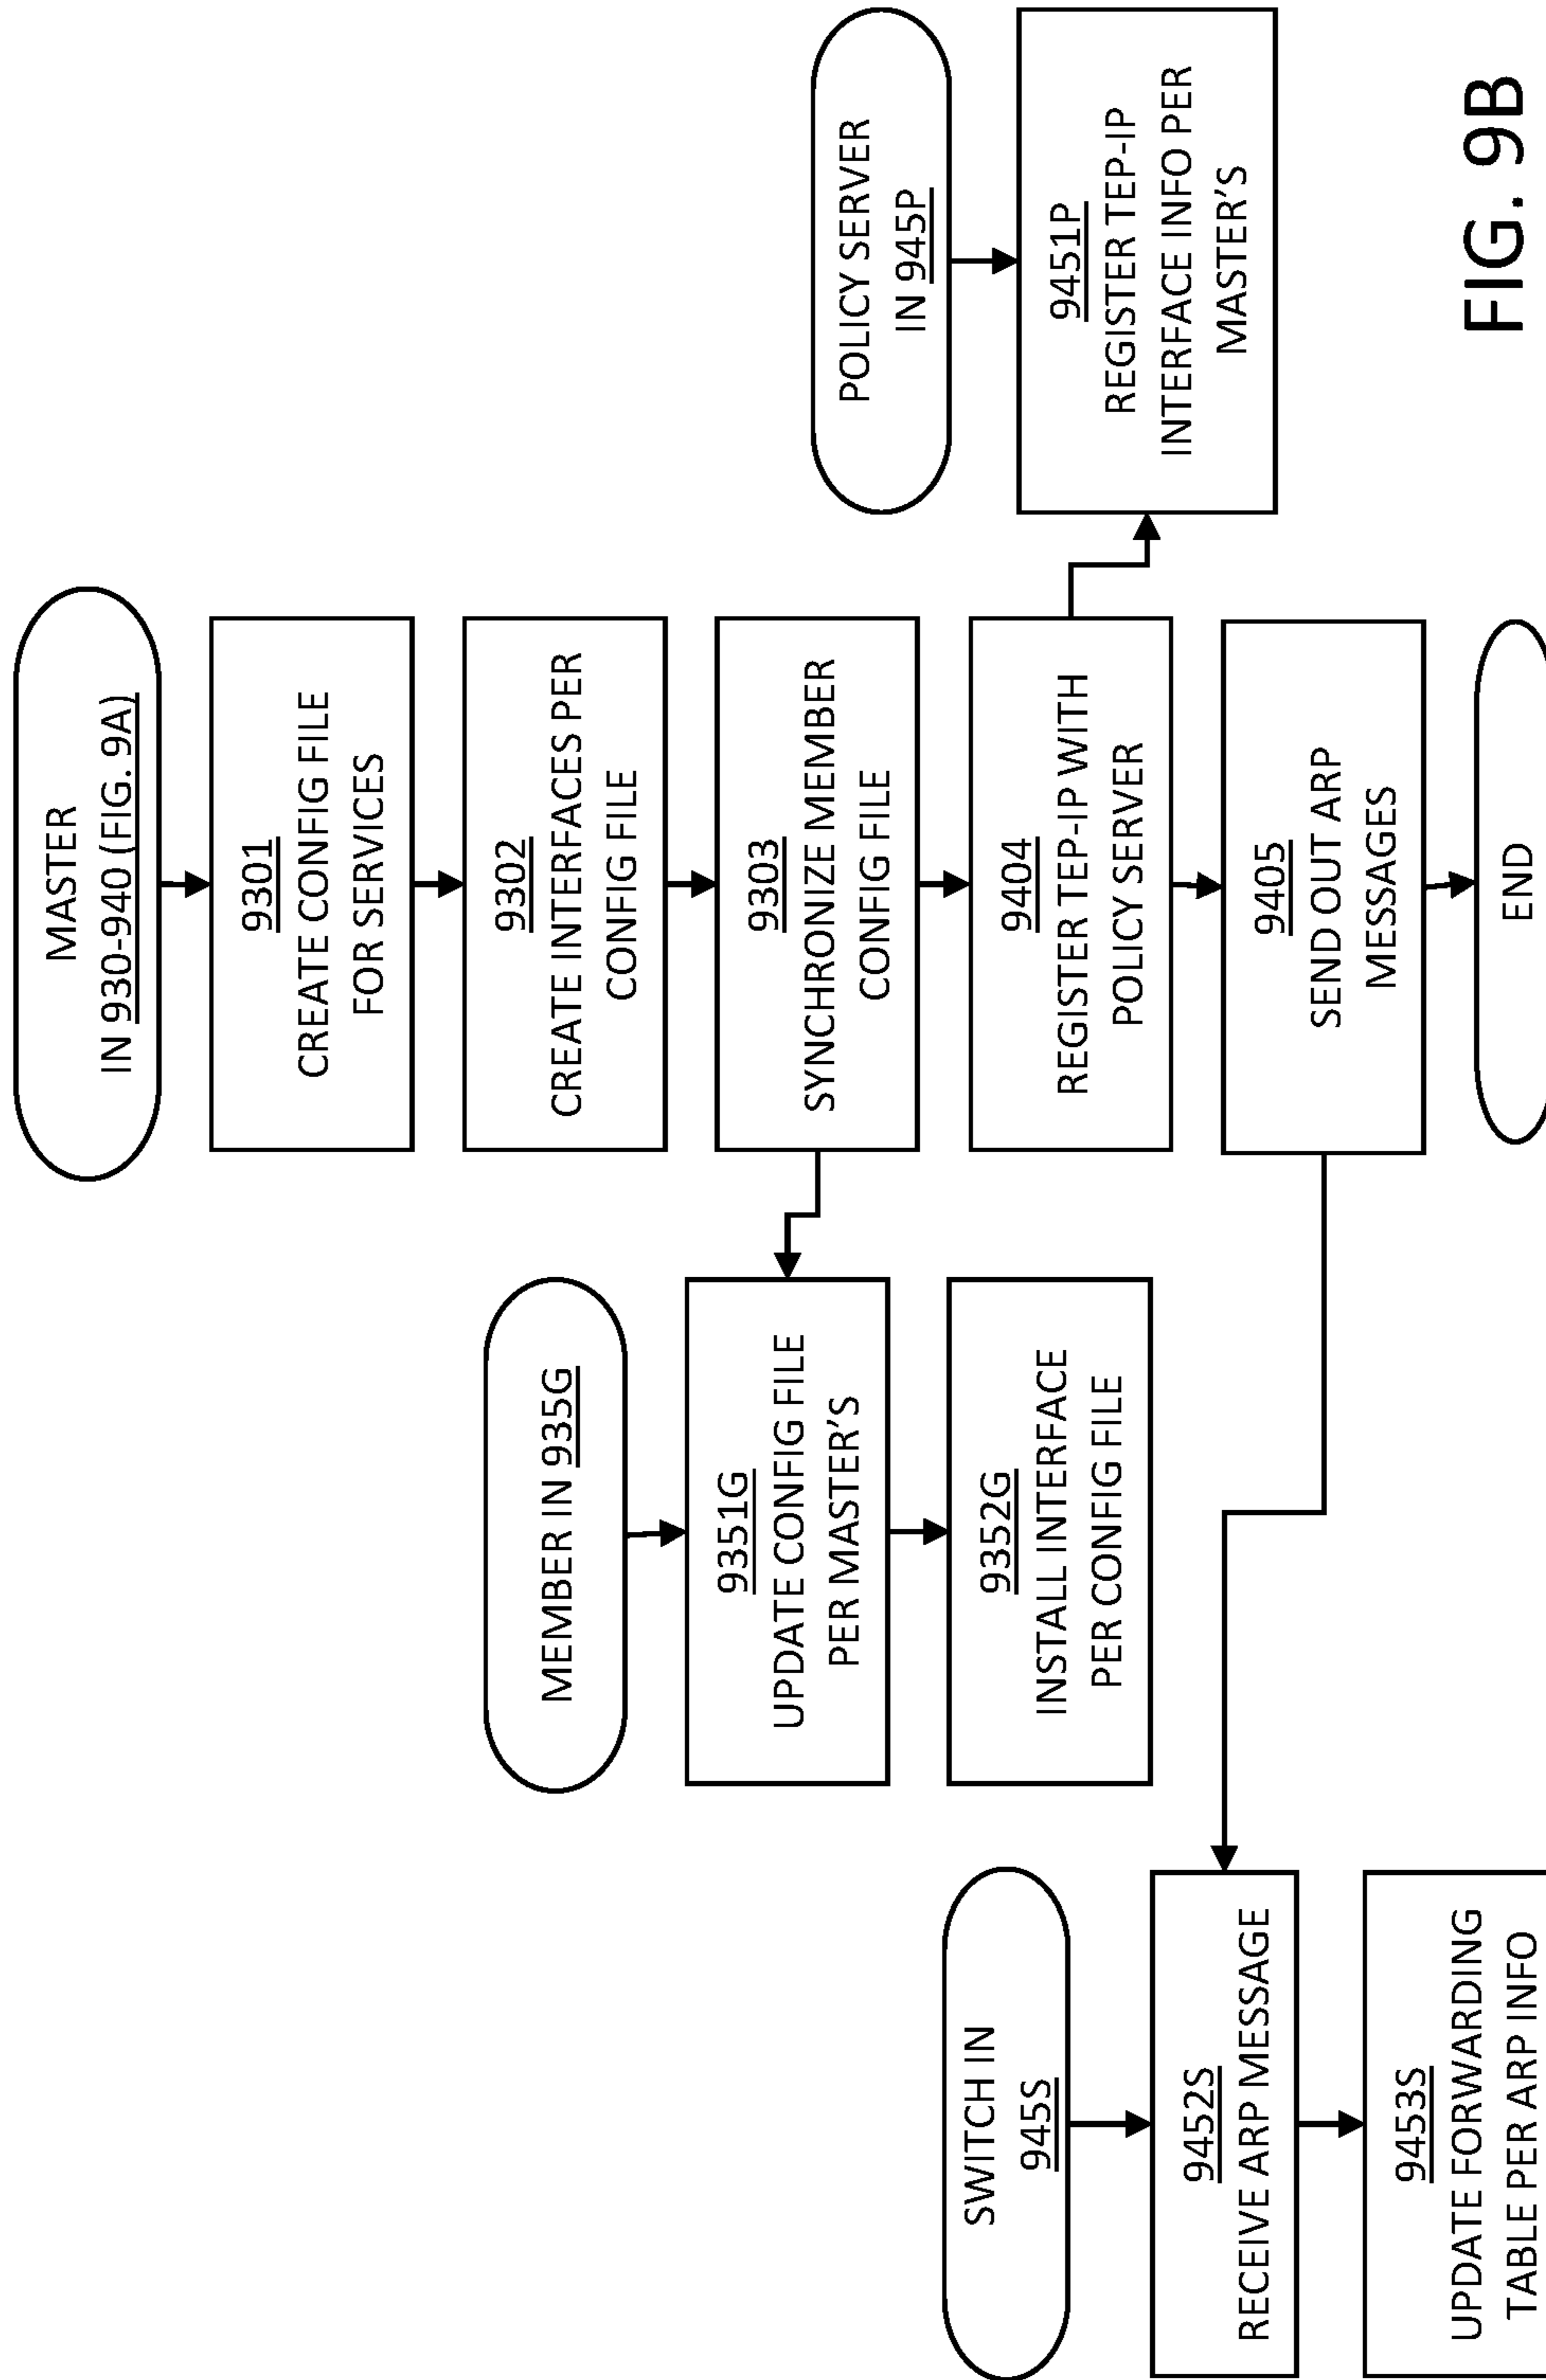 MASTER
IN 930-940 (FIG. 9A)
9301
CREATE CONFIG FILE
FOR SERVICES
9302
CREATE INTERFACES PER
CONFIG FILE
9303
SYNCHRONIZE MEMBER
CONFIG FILE
9404
REGISTER TEP-IP WITH
POLICY SERVER
9405
SEND OUT ARP
MESSAGES
END
MEMBER IN 935G
9351G
UPDATE CONFIG FILE
PER MASTER'S
9352G
INSTALL INTERFACE
PER CONFIG FILE
SWITCH IN
945S
9452S
RECEIVE ARP MESSAGE
9453S
UPDATE FORWARDING
TABLE PER ARP INFO
POLICY SERVER
IN 945P
9451P
REGISTER TEP-IP
INTERFACE INFO PER
MASTER'S
FIG. 9B